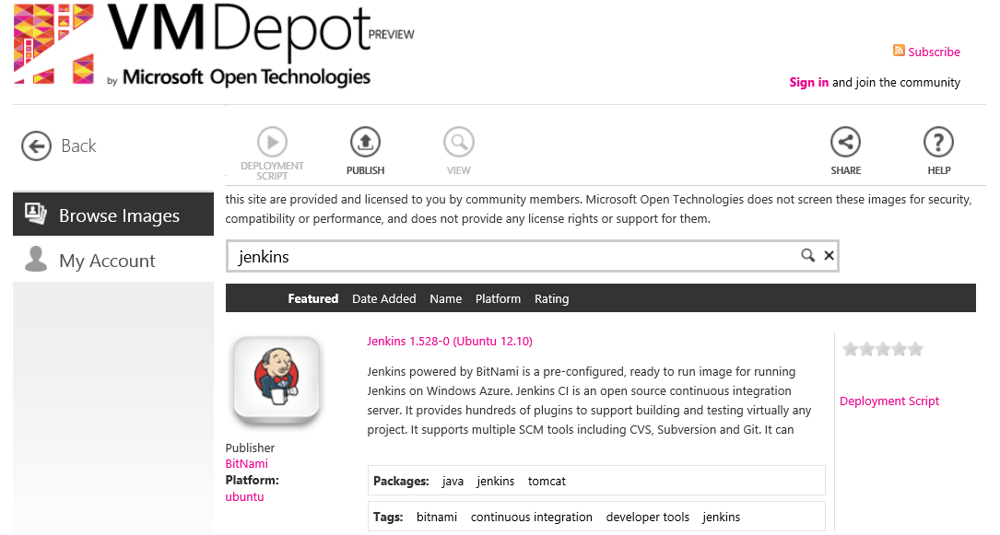 VMDepot PREVIEW
by Microsoft Open Technologies
Subscribe
Sign in and join the community
Back
DEPLOYMENT
SCRIPT
PUBLISH
VIEW
SHARE
HELP
Browse Images
My Account
this site are provided and licensed to you by community members. Microsoft Open Technologies does not screen these images for security,
compatibility or performance, and does not provide any license rights or support for them.
jenkins
Featured Date Added Name Platform Rating
Jenkins 1.528-0 (Ubuntu 12.10)
Jenkins powered by BitNami is a pre-configured, ready to run image for running
Jenkins on Windows Azure. Jenkins CI is an open source continuous integration
server. It provides hundreds of plugins to support building and testing virtually any
project. It supports multiple SCM tools including CVS, Subversion and Git. It can
Deployment Script
Publisher
BitNami
Platform:
ubuntu
Packages: java jenkins tomcat
Tags: bitnami continuous integration developer tools jenkins